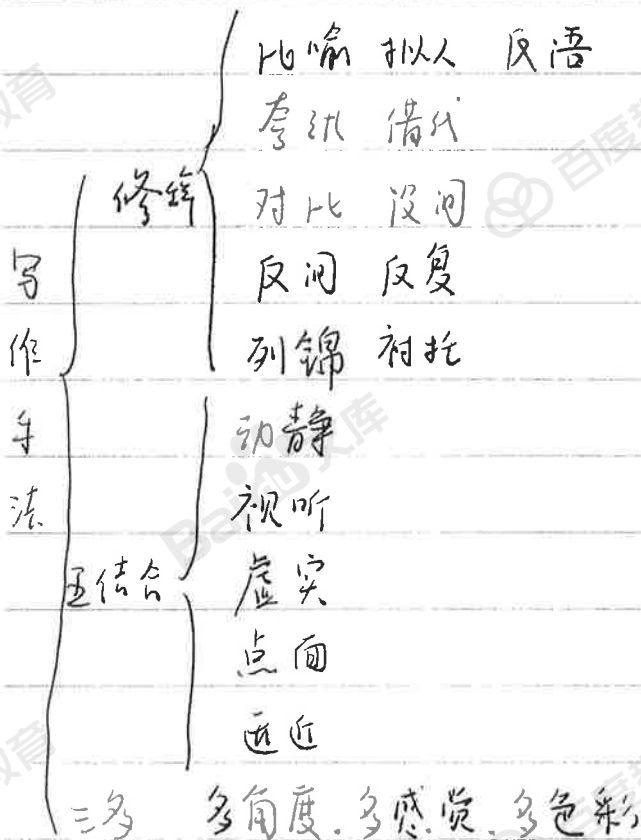 比喻 拟人 反语
夸张 借代
修辞 对比 设问
反问 反复
列锦 衬托
写作手法
动静
视听
五结合 虚实
点面
远近
三多 多角度.多感觉.多色彩